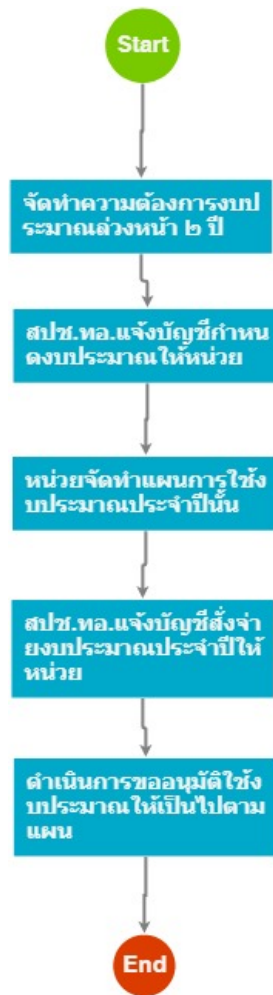 Start
จัดทำความต้องการงบป
ระมาณล่วงหน้า ๒ ปี
สปช.ทอ.แจ้งบัญชีกำหน
ดงบประมาณให้หน่วย
หน่วยจัดทำแผนการใช้ง
บประมาณประจำปีนั้น
สปช.ทอ.แจ้งบัญชีสั่งจ่า
ยงบประมาณประจำปีให้
หน่วย
ดำเนินการขออนุมัติใช้ง
บประมาณให้เป็นไปตาม
แผน
End